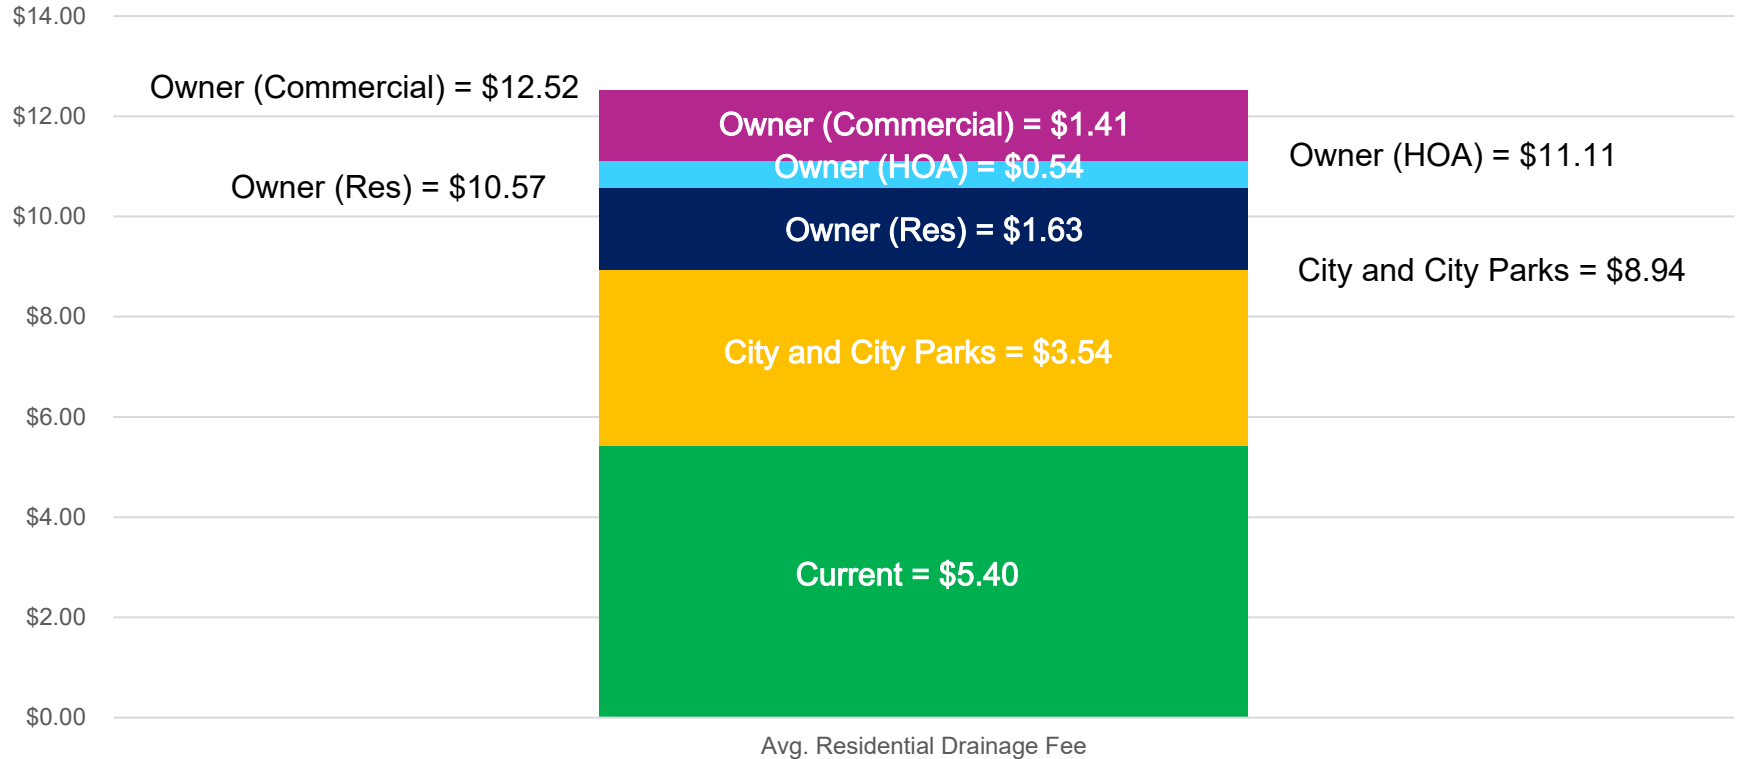 $14.00
Owner (Commercial) = $12.52
$12.00
Owner (Commercial) = $1.41
Owner (HOA) = $11.11
Owner (HOA) = $0.54
Owner (Res) = $10.57
$10.00
Owner (Res) = $1.63
City and City Parks = $8.94
$8.00
City and City Parks = $3.54
$6.00
$4.00
Current = $5.40
$2.00
$0.00
Avg. Residential Drainage Fee